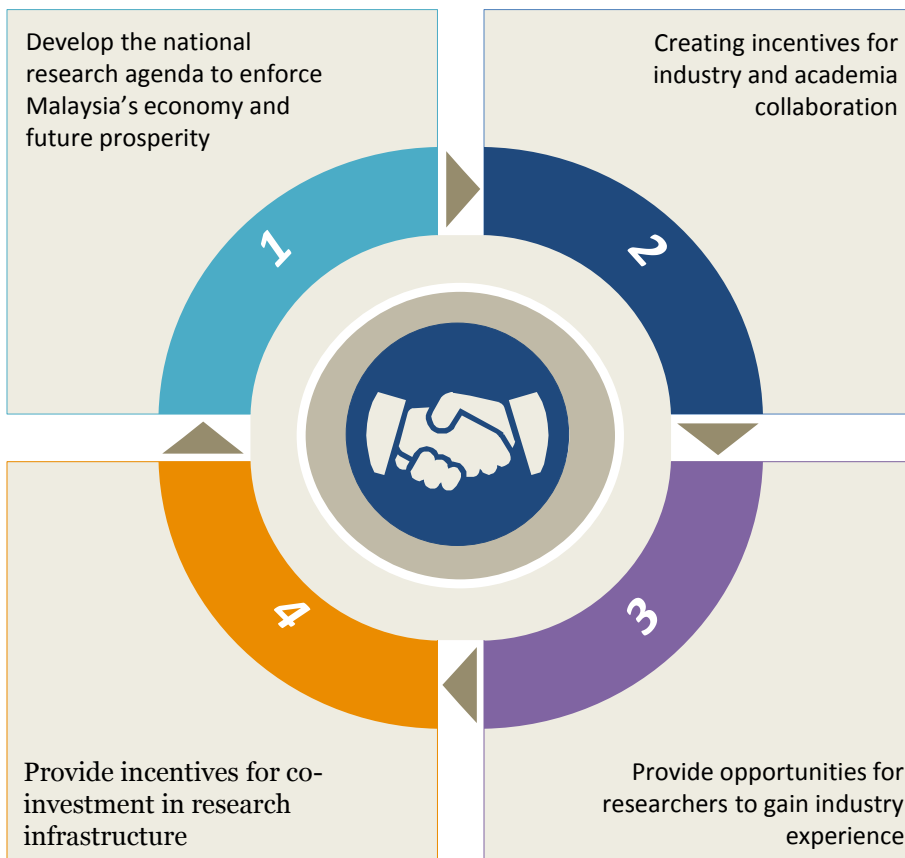 Develop the national
research agenda to enforce
Malaysia's economy and
future prosperity
Creating incentives for
industry and academia
collaboration
1
2
4
3
Provide incentives for co-
investment in research
infrastructure
Provide opportunities for
researchers to gain industry
experience